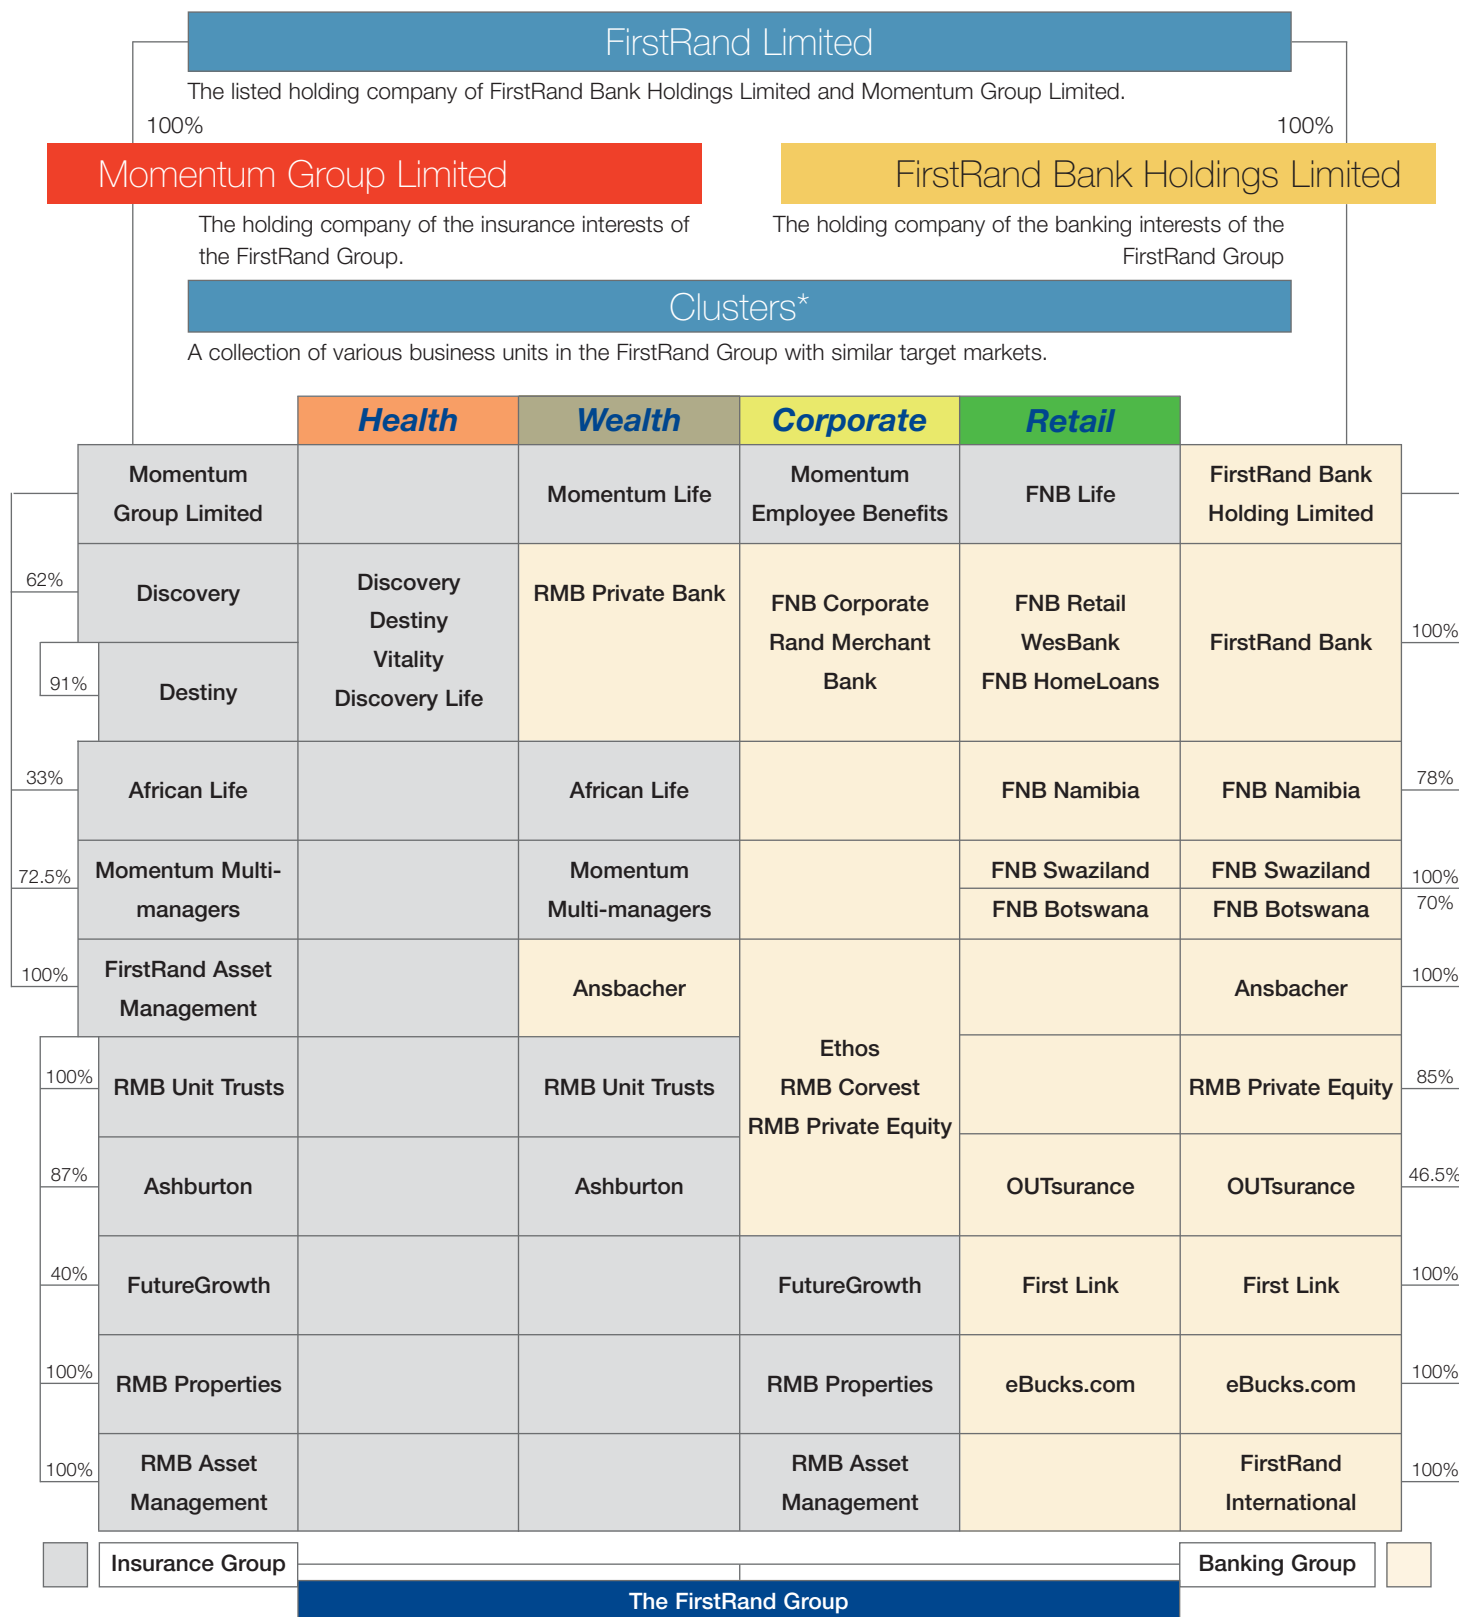 FirstRand Limited
The listed holding company of FirstRand Bank Holdings Limited and Momentum Group Limited.
100%
100%
Momentum Group Limited
FirstRand Bank Holdings Limited
The holding company of the insurance interests of
the FirstRand Group.
The holding company of the banking interests of the
FirstRand Group
Clusters*
A collection of various business units in the FirstRand Group with similar target markets.
Health
Wealth
Corporate
Retail
Momentum
Group Limited
Momentum Life
Momentum
Employee Benefits
FNB Life
FirstRand Bank
Holding Limited
62%
Discovery
Discovery
Destiny
Vitality
Discovery Life
RMB Private Bank
FNB Corporate
Rand Merchant
Bank
FNB Retail
WesBank
FNB HomeLoans
FirstRand Bank
100%
91%
Destiny
33%
African Life
African Life
FNB Namibia
FNB Namibia
78%
72.5%
Momentum Multi-
managers
Momentum
Multi-managers
FNB Swaziland
FNB Swaziland
100%
FNB Botswana
FNB Botswana
70%
100%
FirstRand Asset
Management
Ansbacher
Ansbacher
100%
Ethos
RMB Corvest
RMB Private Equity
100%
RMB Unit Trusts
RMB Unit Trusts
RMB Private Equity
85%
87%
Ashburton
Ashburton
OUTsurance
OUTsurance
46.5%
40%
FutureGrowth
FutureGrowth
First Link
First Link
100%
100%
RMB Properties
RMB Properties
eBucks.com
eBucks.com
100%
100%
RMB Asset
Management
RMB Asset
Management
FirstRand
International
100%
Insurance Group
Banking Group
The FirstRand Group